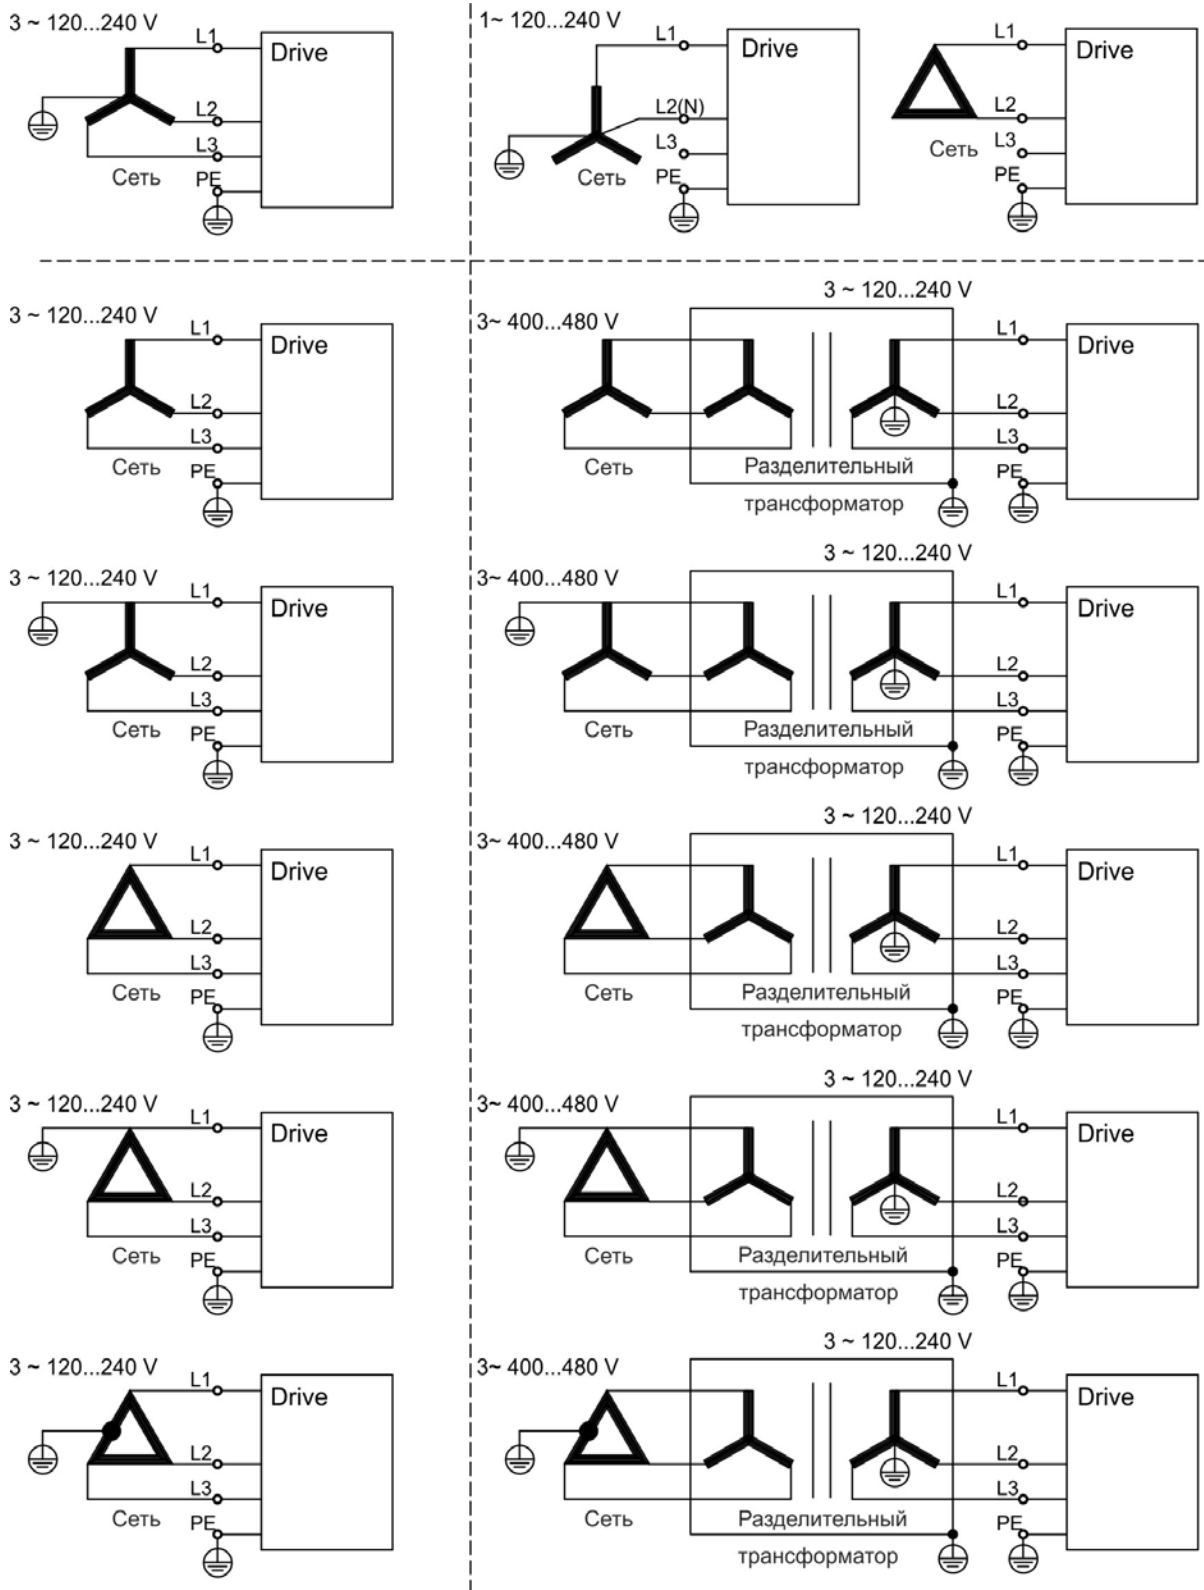 3 ~ 120...240 V
L1
Drive
L2
L3
Сеть
PE
1~ 120...240 V
L1
Drive
L2(N)
L3
Сеть
PE
L1
Drive
L2
Сеть
L3
PE
3 ~ 120...240 V
L1
Drive
L2
L3
Сеть
PE
3 ~ 120...240 V
3~ 400...480 V
L1
Drive
L2
L3
Сеть
Разделительный
PE
трансформатор
3 ~ 120...240 V
L1
Drive
L2
L3
Сеть
PE
3 ~ 120...240 V
3~ 400...480 V
L1
Drive
L2
L3
Сеть
Разделительный
PE
трансформатор
3 ~ 120...240 V
L1
Drive
L2
L3
Сеть
PE
3 ~ 120...240 V
3~ 400...480 V
L1
Drive
L2
L3
Сеть
Разделительный
PE
трансформатор
3 ~ 120...240 V
L1
Drive
L2
L3
Сеть
PE
3 ~ 120...240 V
3~ 400...480 V
L1
Drive
L2
L3
Сеть
Разделительный
PE
трансформатор
3 ~ 120...240 V
L1
Drive
L2
L3
Сеть
PE
3 ~ 120...240 V
3~ 400...480 V
L1
Drive
L2
L3
Сеть
Разделительный
PE
трансформатор